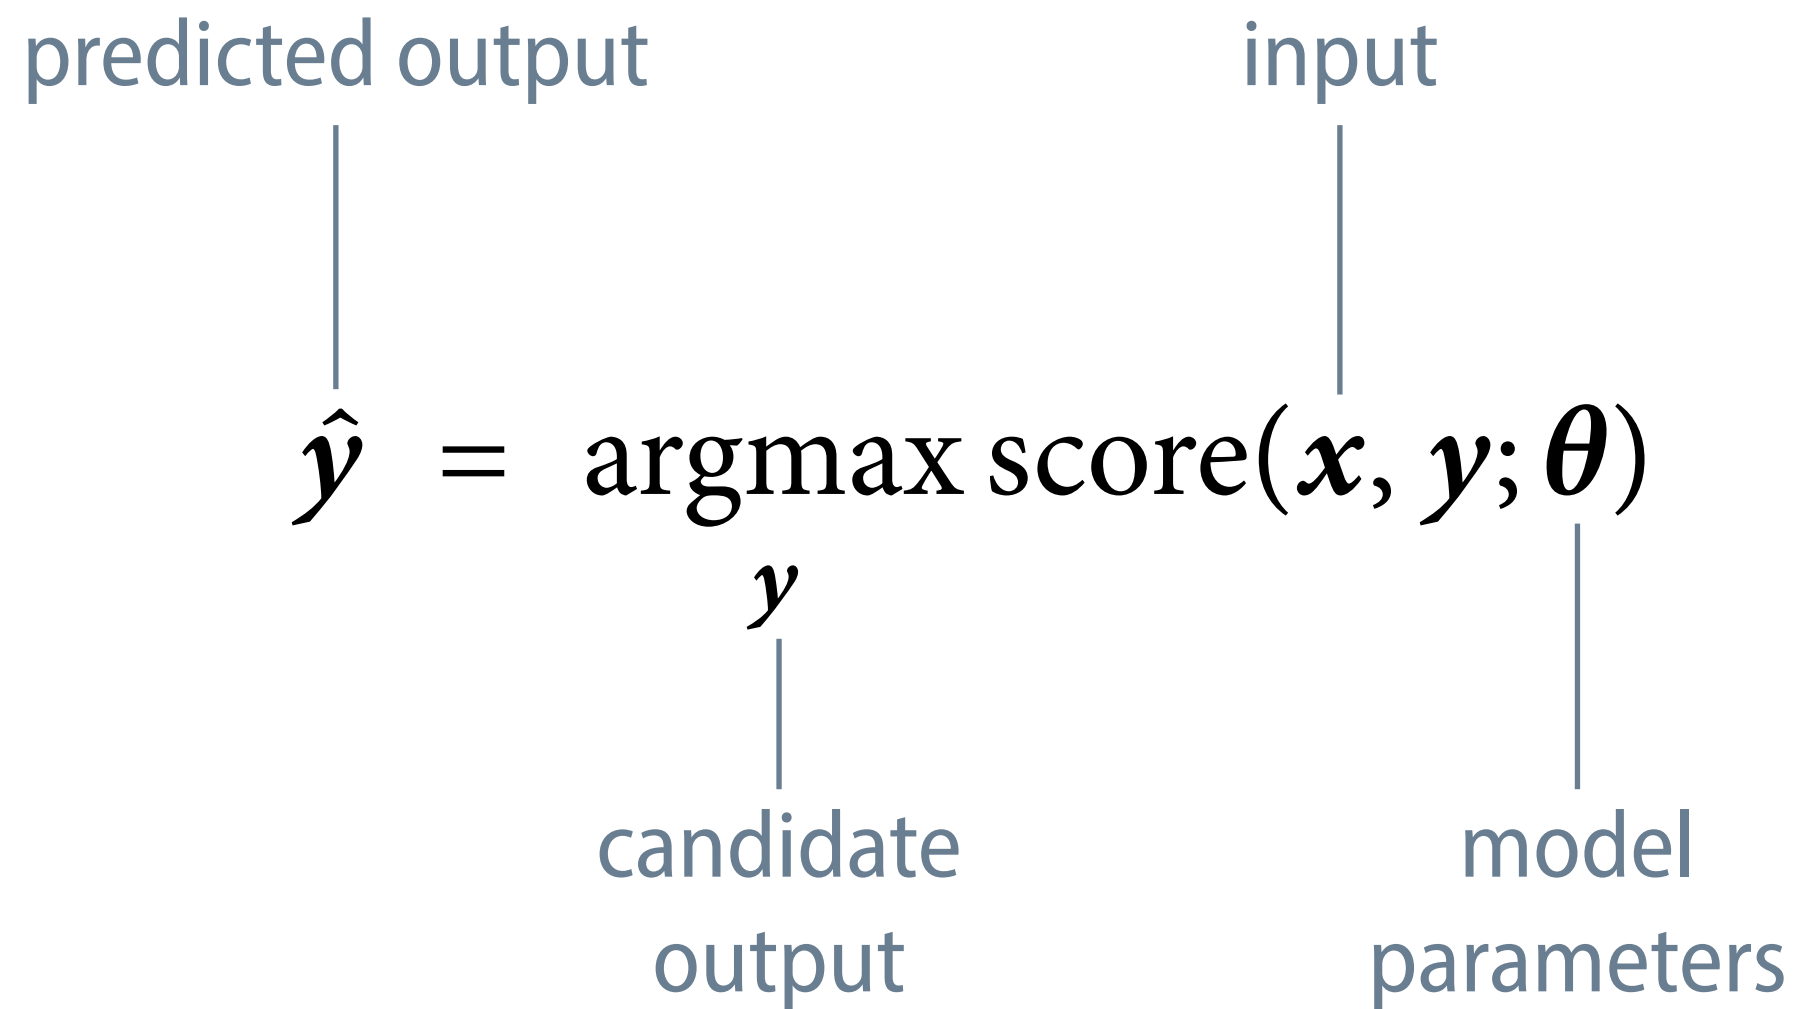 predicted output
input
ŷ = argmax score(x, y; θ)
y
candidate
output
model
parameters